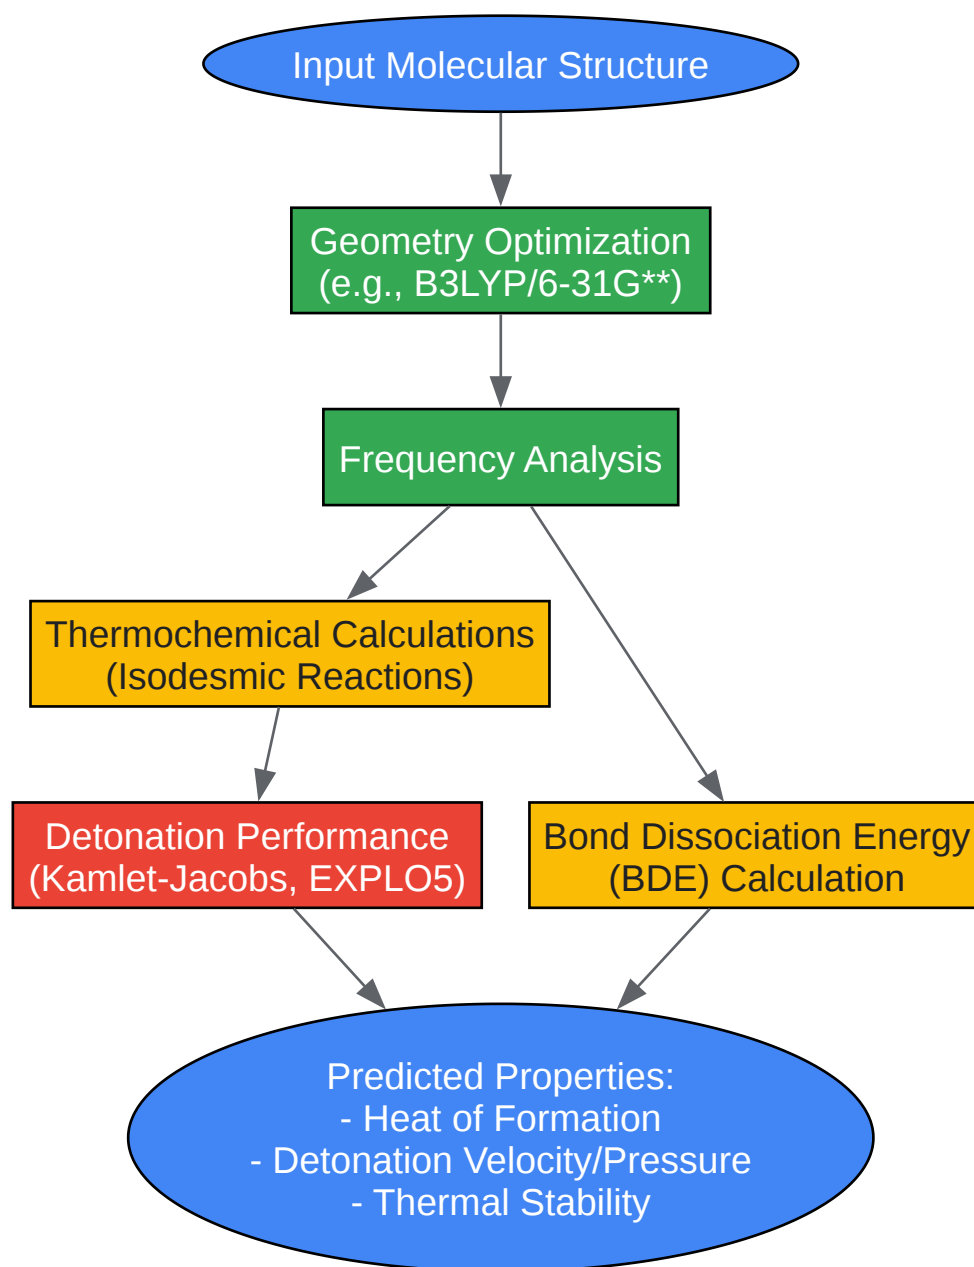 Input Molecular Structure
Geometry Optimization
(e.g., B3LYP/6-31G**)
Frequency Analysis
Thermochemical Calculations
(Isodesmic Reactions)
Detonation Performance
(Kamlet-Jacobs, EXPLO5)
Bond Dissociation Energy
(BDE) Calculation
Predicted Properties:
- Heat of Formation
- Detonation Velocity/Pressure
- Thermal Stability